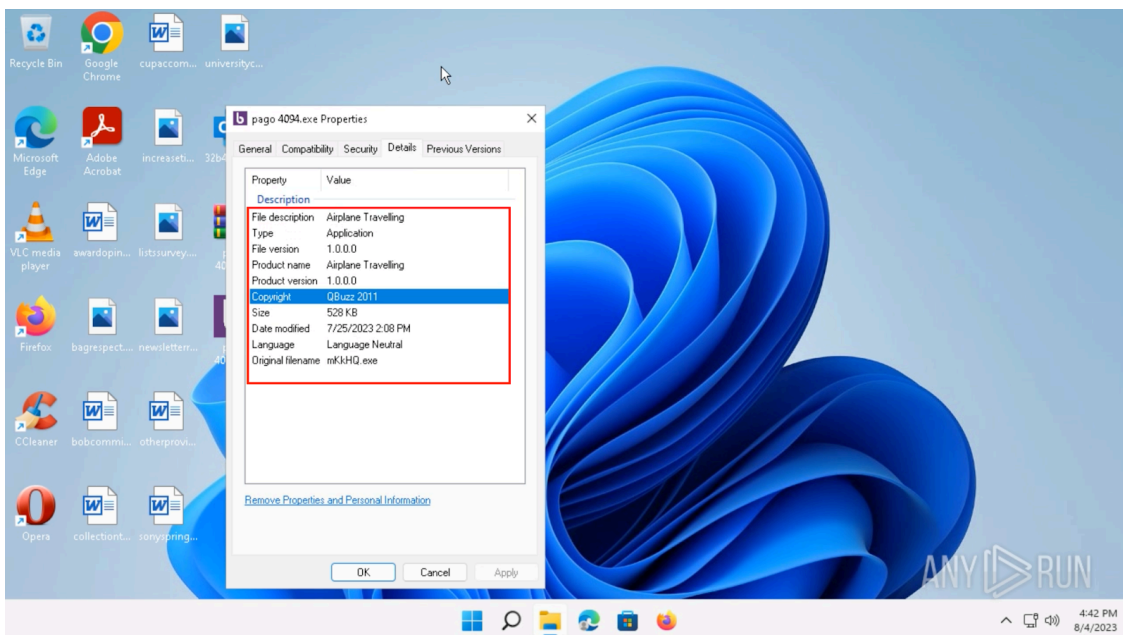 Recycle Bin
Google Chrome
cupaccom...
universityc...
pago 4094.exe Properties
General Compatibility Security Details Previous Versions
Microsoft Edge
Adobe Acrobat
increaseti...
32b4
Property Value
Description
File description Airplane Travelling
Type Application
File version 1.0.0.0
Product name Airplane Travelling
Product version 1.0.0.0
Copyright QBuzz 2011
Size 528 KB
Date modified 7/25/2023 2:08 PM
Language Language Neutral
Original filename mKkHQ.exe
VLC media player
awardopin...
listssurvey....
p
40
Firefox
bagrespect....
newsletterr...
40
CCleaner
bobcommi...
otherprovi...
Remove Properties and Personal Information
Opera
collectiont...
sonyspring...
OK Cancel Apply
ANY RUN
4:42 PM
8/4/2023